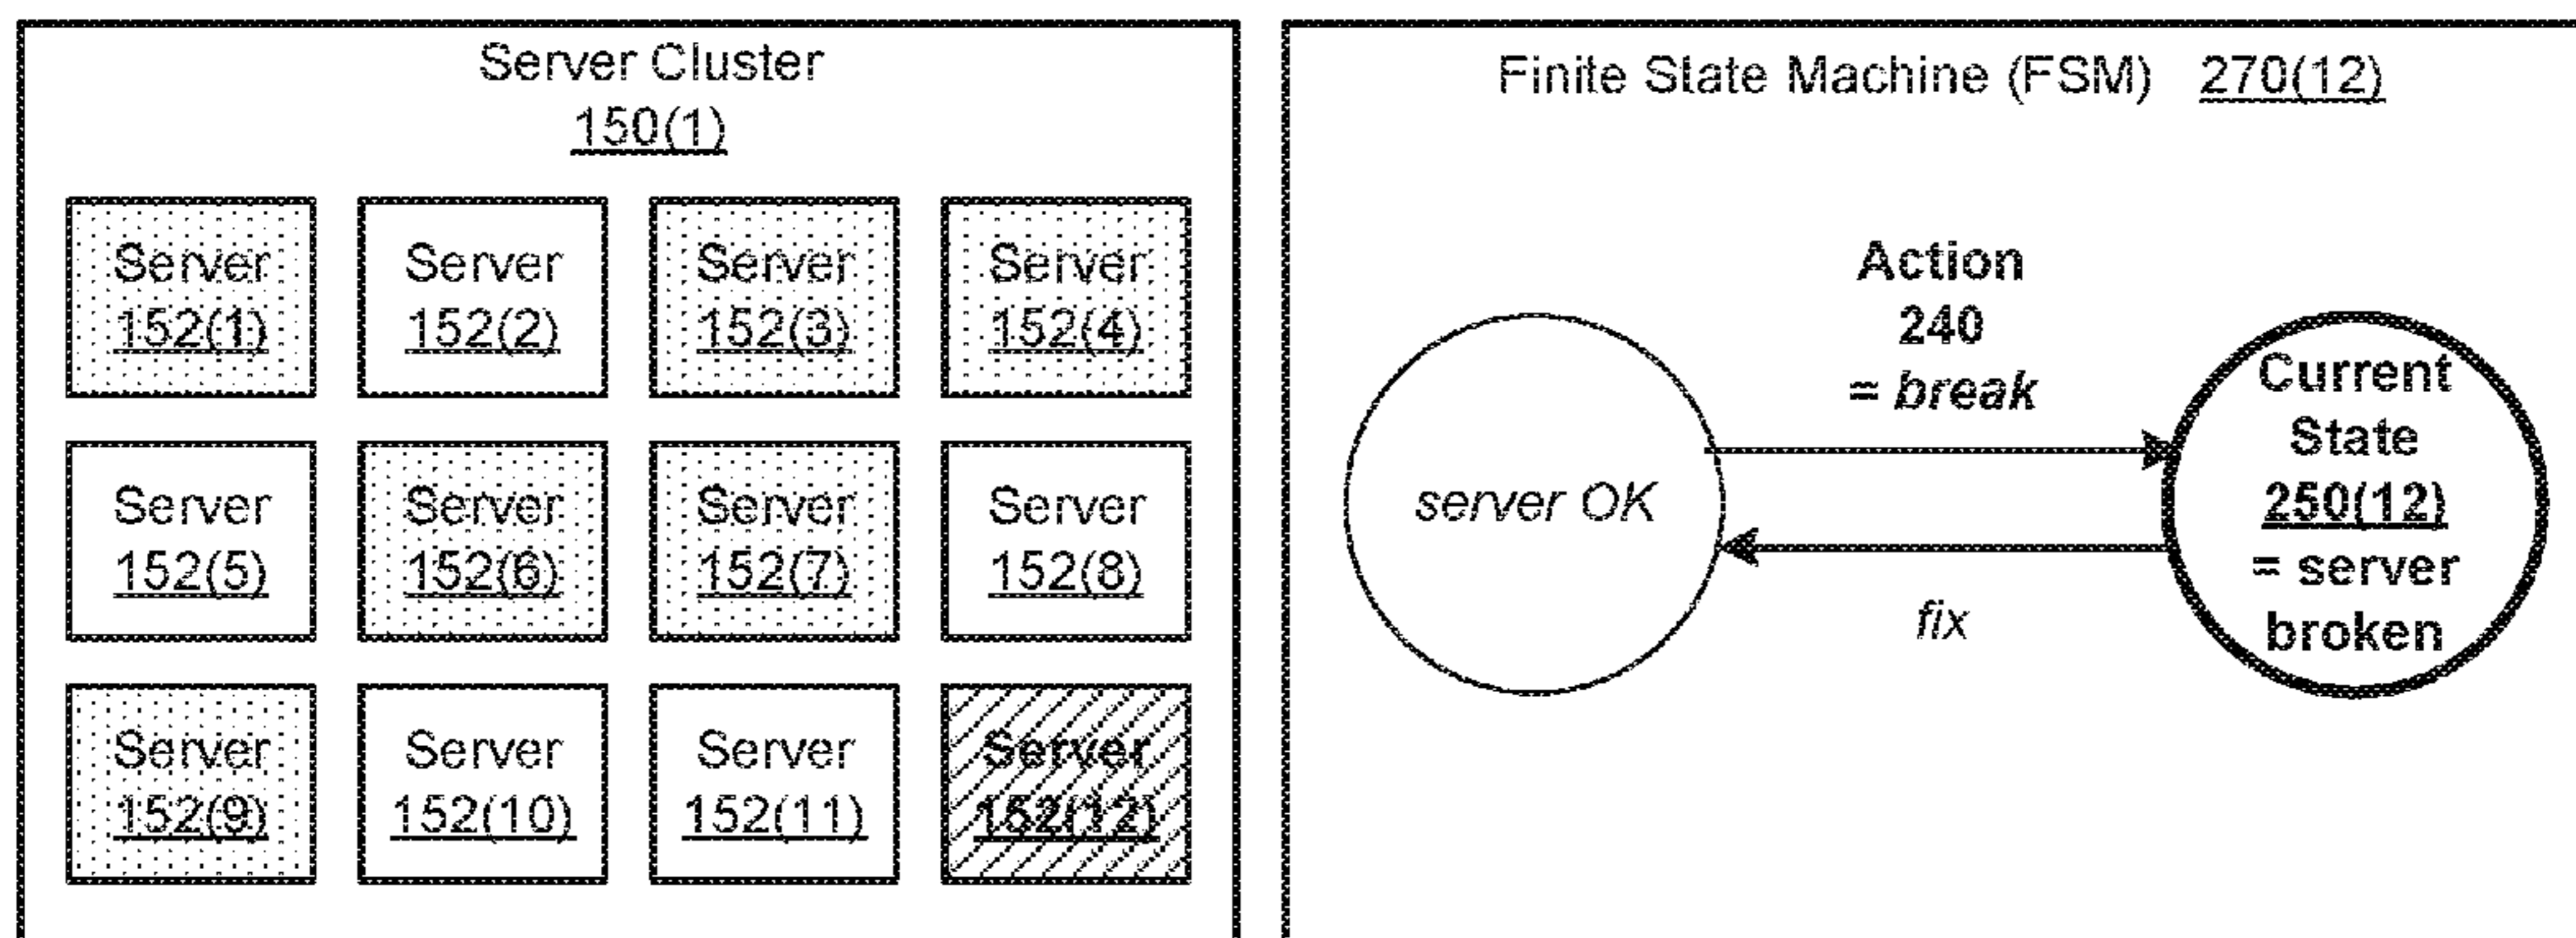 Server Cluster
150(1)
Server
152(1)
Server
152(2)
Server
152(3)
Server
152(4)
Server
152(5)
Server
152(6)
Server
152(7)
Server
152(8)
Server
152(9)
Server
152(10)
Server
152(11)
Server
152(12)
Finite State Machine (FSM) 270(12)
Action
240
= break
server OK
Current
State
250(12)
= server
broken
fix